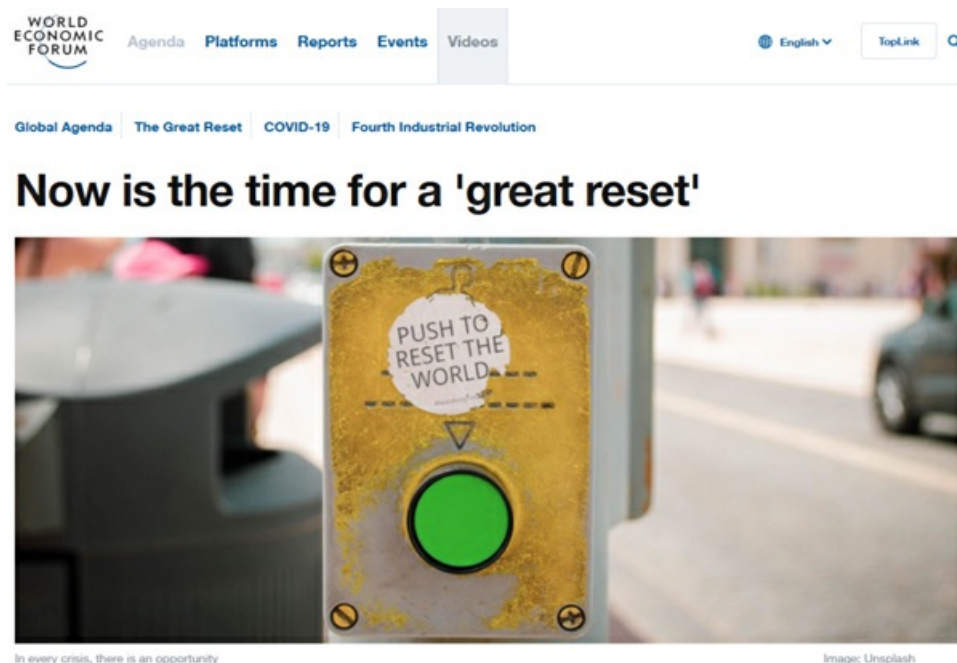 WORLD
ECONOMIC
FORUM
Agenda Platforms Reports Events Videos
English
TopLink
Global Agenda The Great Reset COVID-19 Fourth Industrial Revolution
Now is the time for a 'great reset'
PUSH TO
RESET THE
WORLD
In every crisis, there is an opportunity
Image: Unsplash